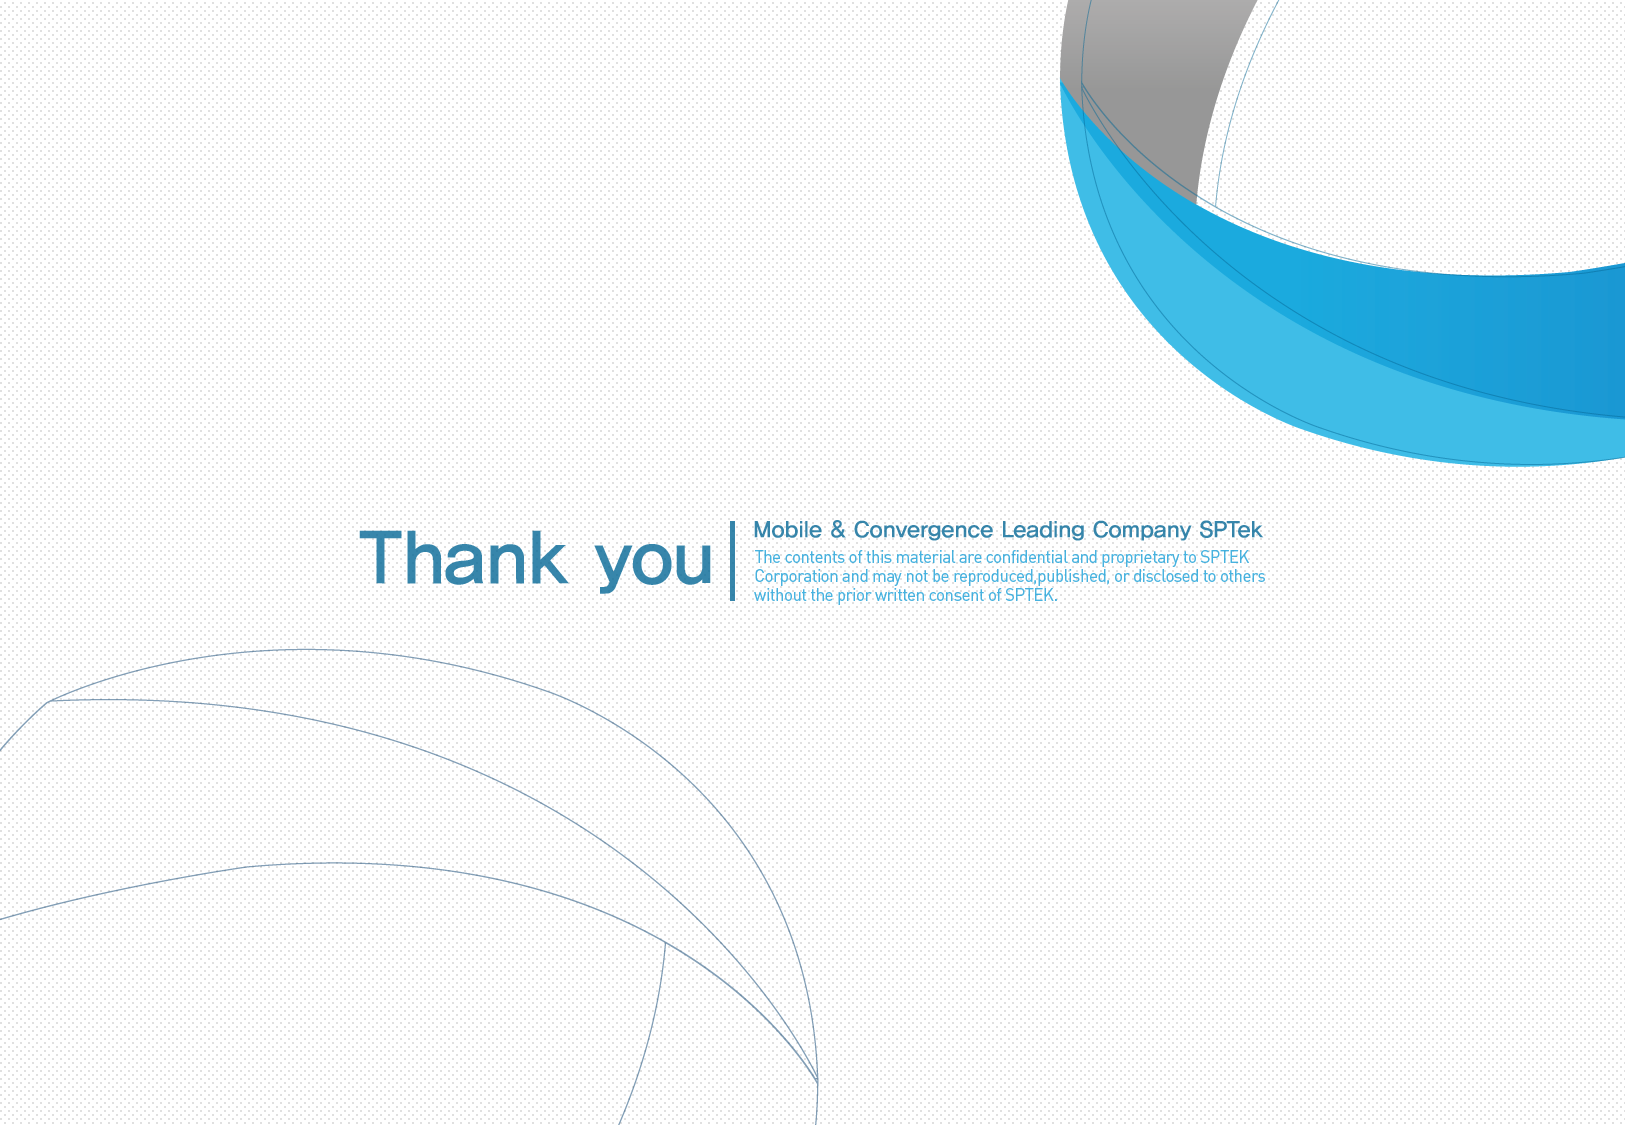 Thank you
Mobile & Convergence Leading Company SPTek
The contents of this material are confidential and proprietary to SPTEK
Corporation and may not be reproduced,published, or disclosed to others
without the prior written consent of SPTEK.